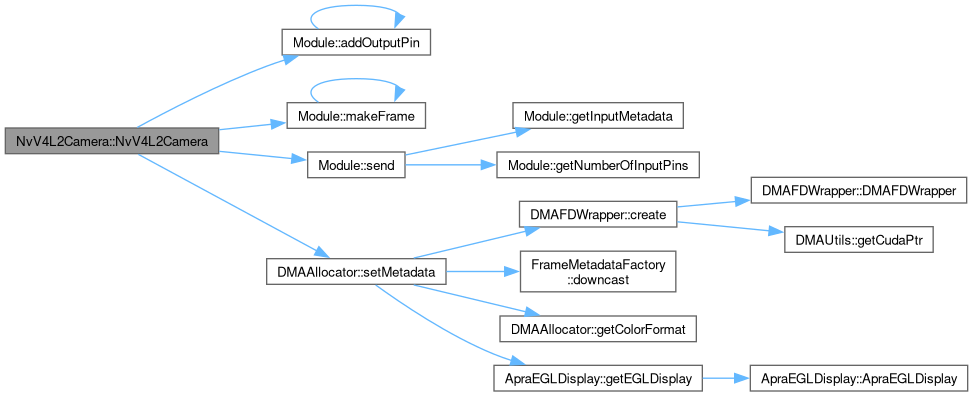 NvV4L2Camera::NvV4L2Camera
Module::addOutputPin
Module::makeFrame
Module::send
Module::getInputMetadata
Module::getNumberOfInputPins
DMAAllocator::setMetadata
DMAFDWrapper::create
DMAFDWrapper::DMAFDWrapper
DMAUtils::getCudaPtr
FrameMetadataFactory
::downcast
DMAAllocator::getColorFormat
ApraEGLDisplay::getEGLDisplay
ApraEGLDisplay::ApraEGLDisplay